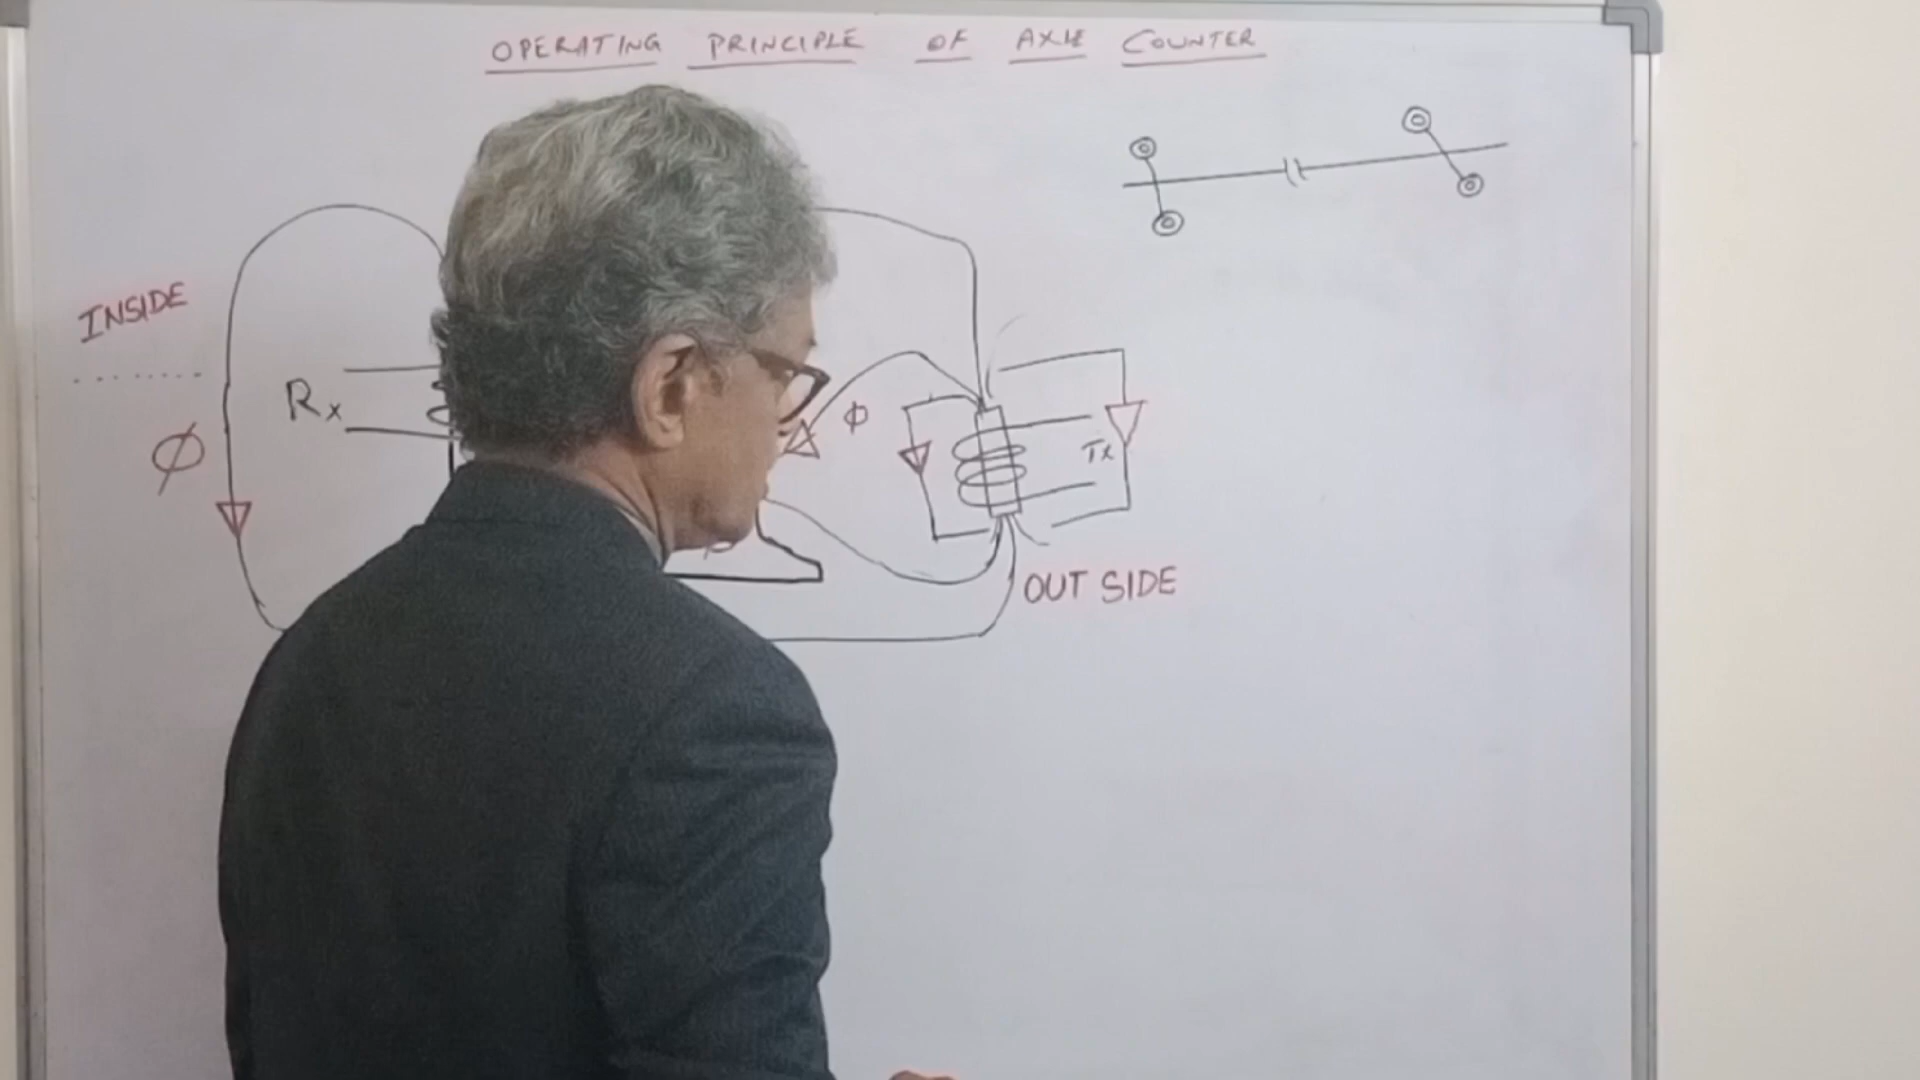 OPERATING PRINCIPLE OF AXLE COUNTER
INSIDE
Rx
Φ
Φ
Tx
OUT SIDE